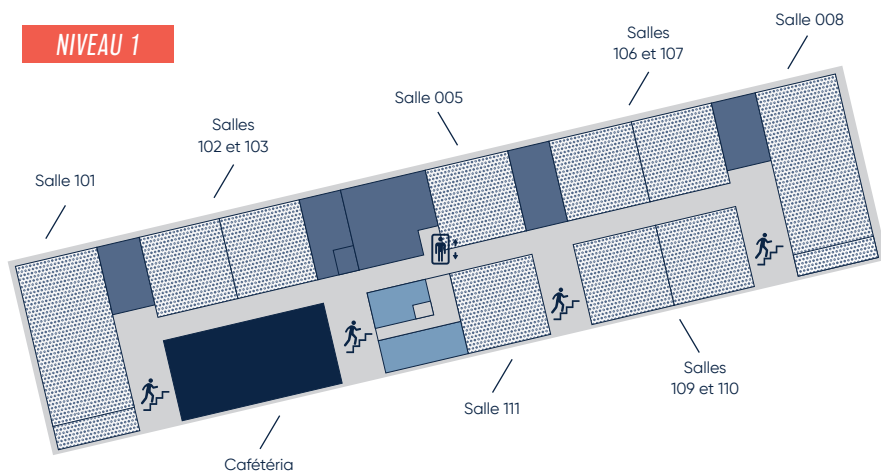 NIVEAU 1
Salle 008
Salles
106 et 107
Salle 005
Salles
102 et 103
Salle 101
Salles
109 et 110
Salle 111
Cafétéria